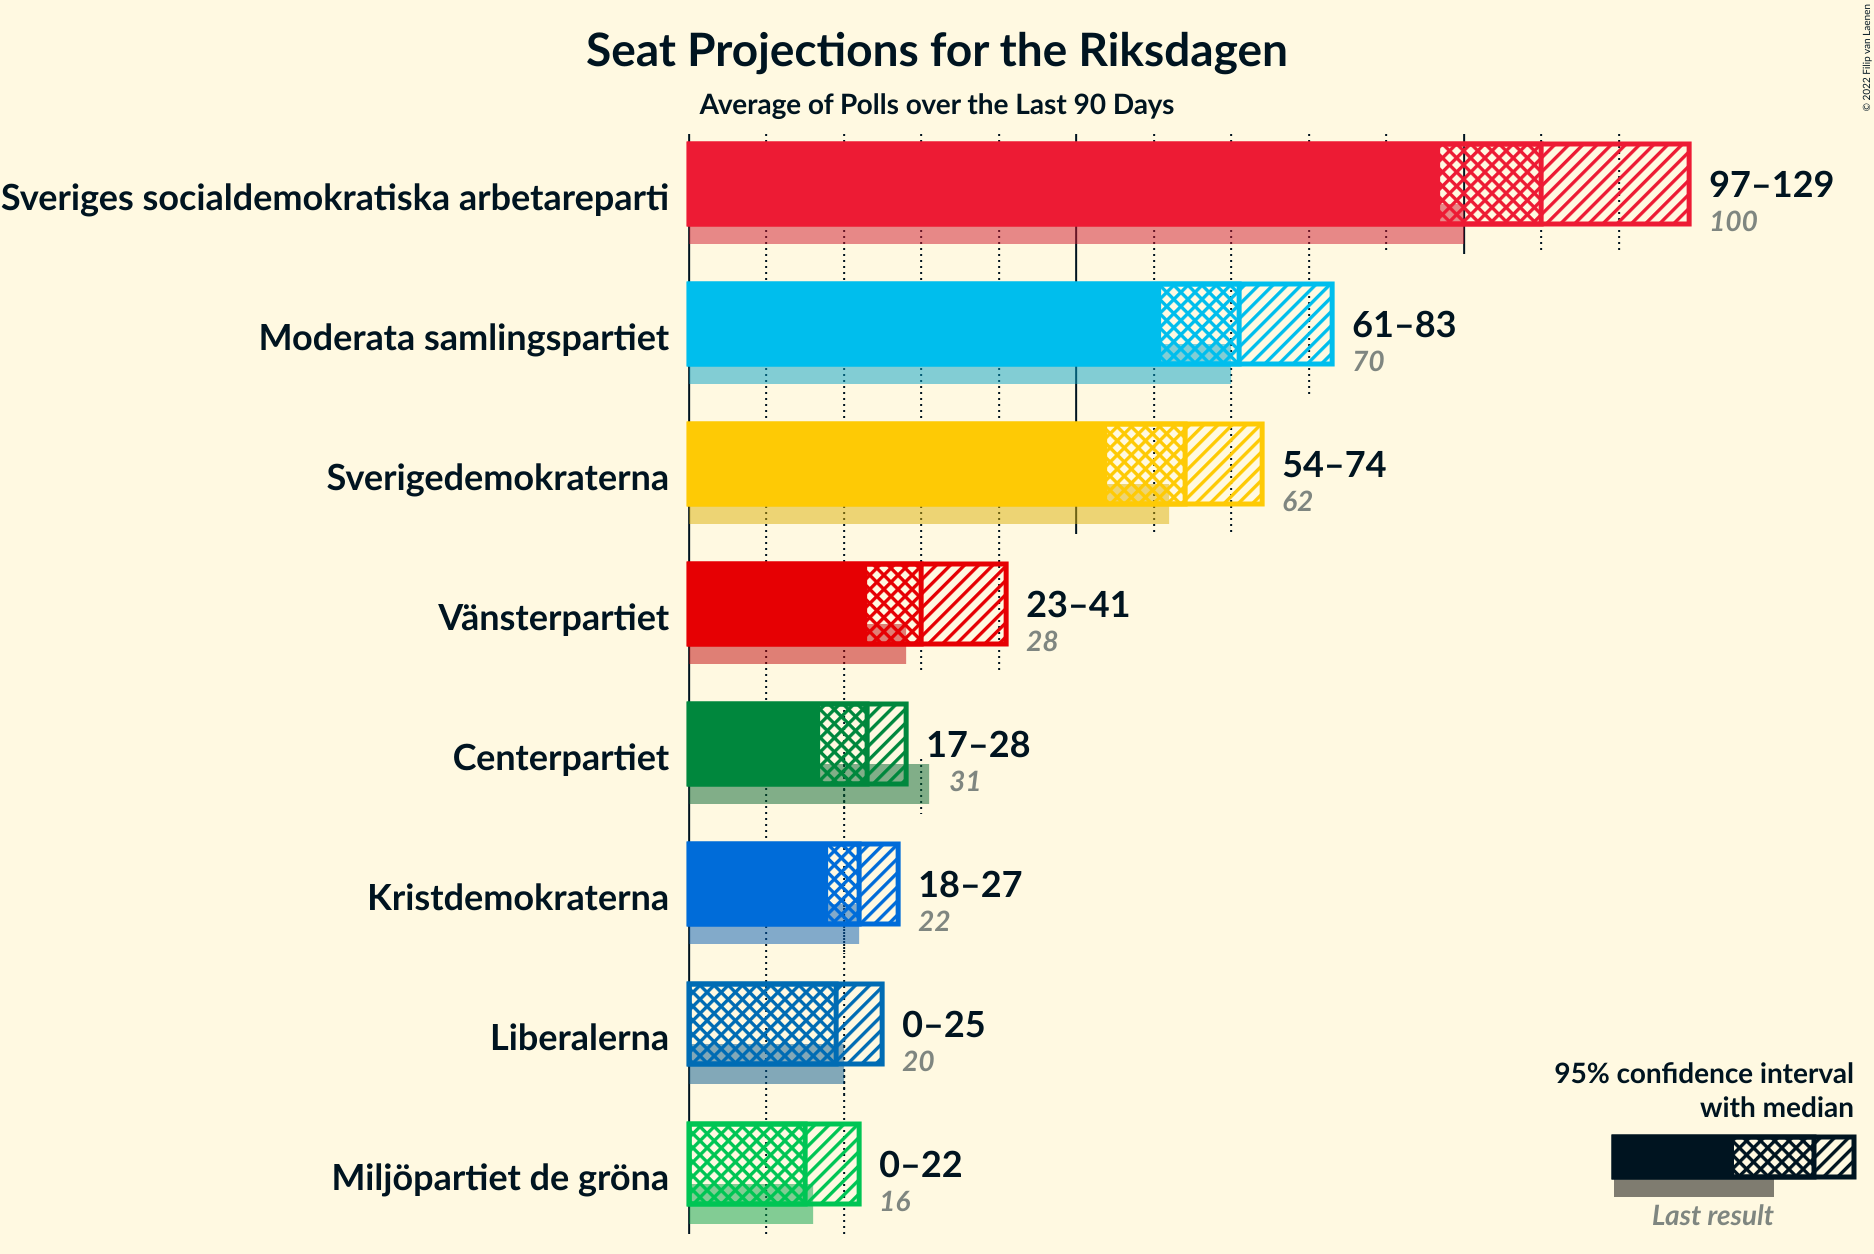 Seat Projections for the Riksdagen
Average of Polls over the Last 90 Days
© 2022 Filip van Laenen
Sveriges socialdemokratiska arbetareparti
97–129
100
Moderata samlingspartiet
61–83
70
Sverigedemokraterna
54–74
62
Vänsterpartiet
23–41
28
Centerpartiet
17–28
31
Kristdemokraterna
18–27
22
Liberalerna
0–25
20
Miljöpartiet de gröna
0–22
16
95% confidence interval
with median
Last result